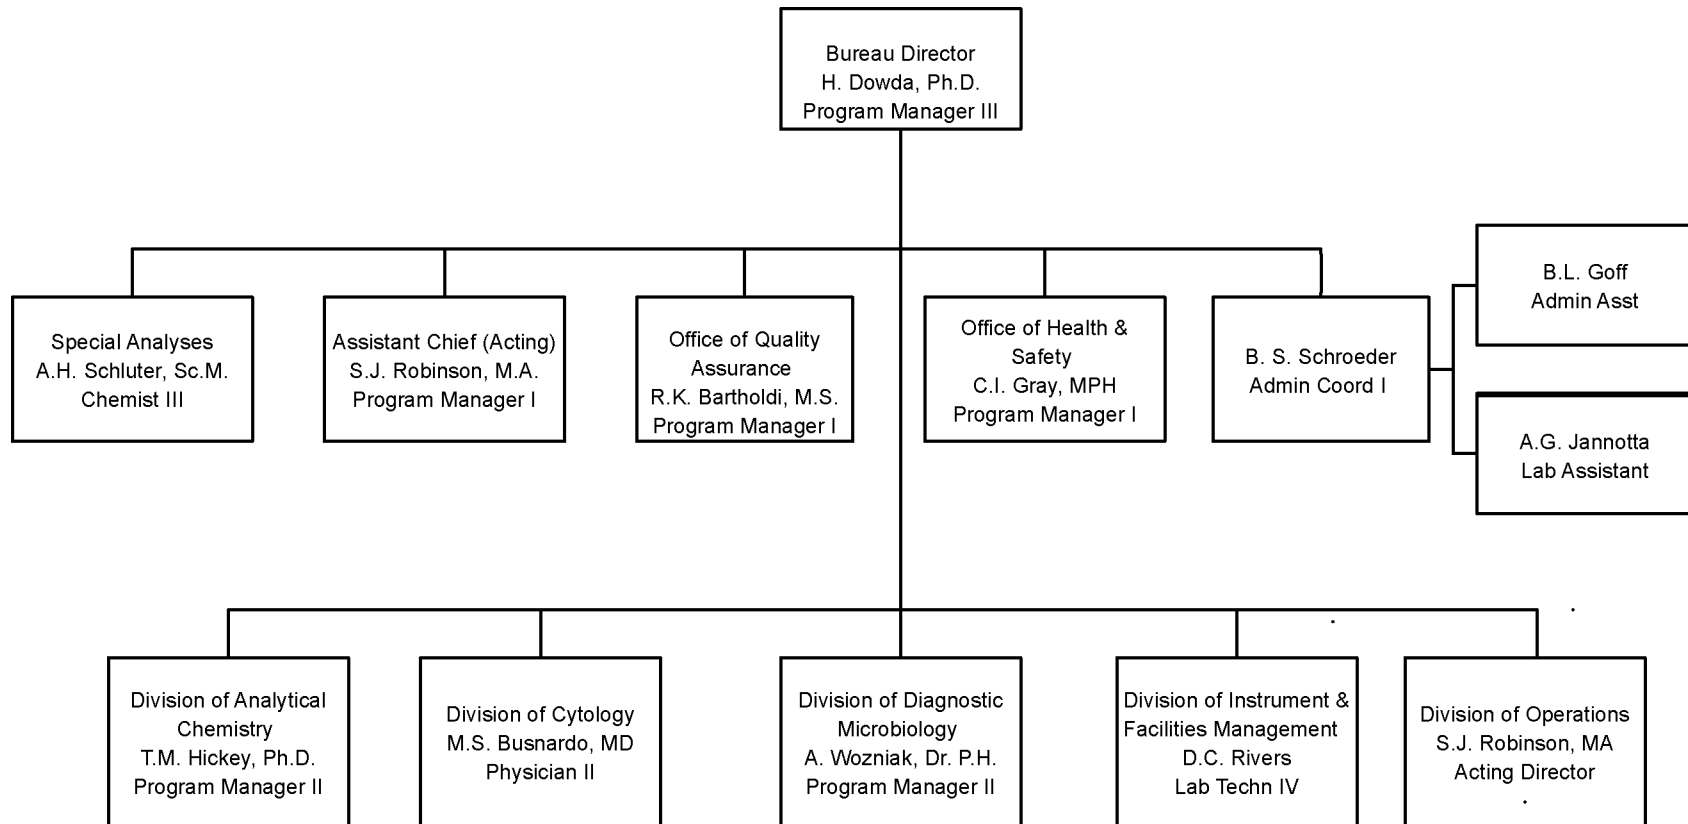 Bureau Director
H. Dowda, Ph.D.
Program Manager III
Special Analyses
A.H. Schluter, Sc.M.
Chemist III
Assistant Chief (Acting)
S.J. Robinson, M.A.
Program Manager I
Office of Quality
Assurance
R.K. Bartholdi, M.S.
Program Manager I
Office of Health &
Safety
C.I. Gray, MPH
Program Manager I
B. S. Schroeder
Admin Coord I
B.L. Goff
Admin Asst
A.G. Jannotta
Lab Assistant
Division of Analytical
Chemistry
T.M. Hickey, Ph.D.
Program Manager II
Division of Cytology
M.S. Busnardo, MD
Physician II
Division of Diagnostic
Microbiology
A. Wozniak, Dr. P.H.
Program Manager II
Division of Instrument &
Facilities Management
D.C. Rivers
Lab Techn IV
Division of Operations
S.J. Robinson, MA
Acting Director